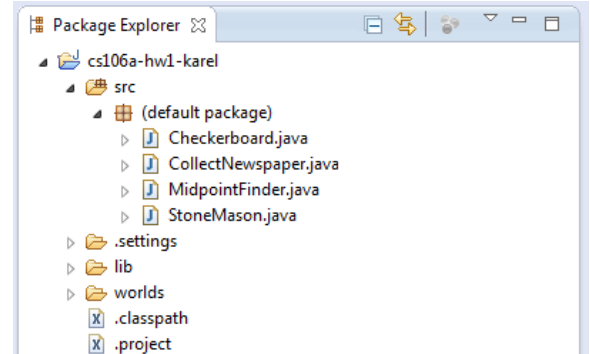 Package Explorer
cs106a-hw1-karel
src
(default package)
J Checkerboard.java
J CollectNewspaper.java
J MidpointFinder.java
J StoneMason.java
.settings
lib
worlds
X .classpath
X .project